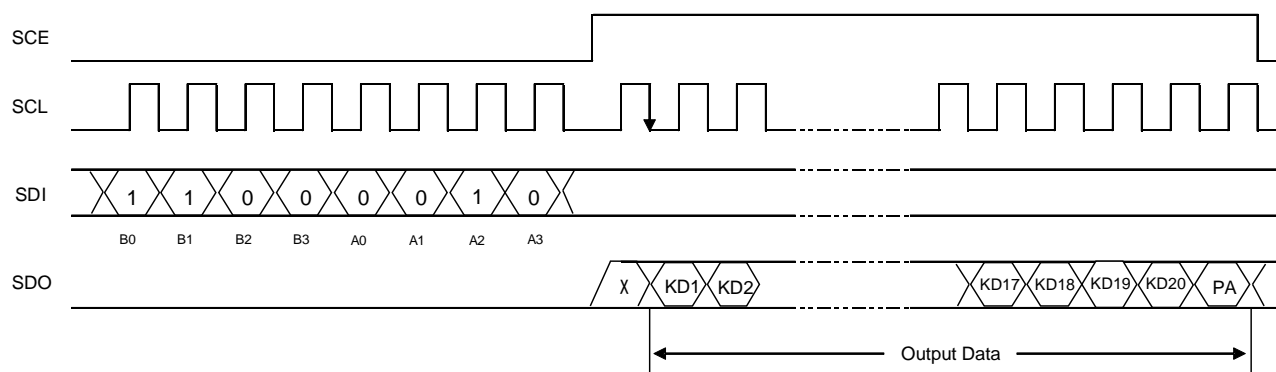 SCE
SCL
SDI
1 1 0 0 0 0 1 0
B0 B1 B2 B3 A0 A1 A2 A3
SDO
X KD1 KD2 KD17 KD18 KD19 KD20 PA
Output Data